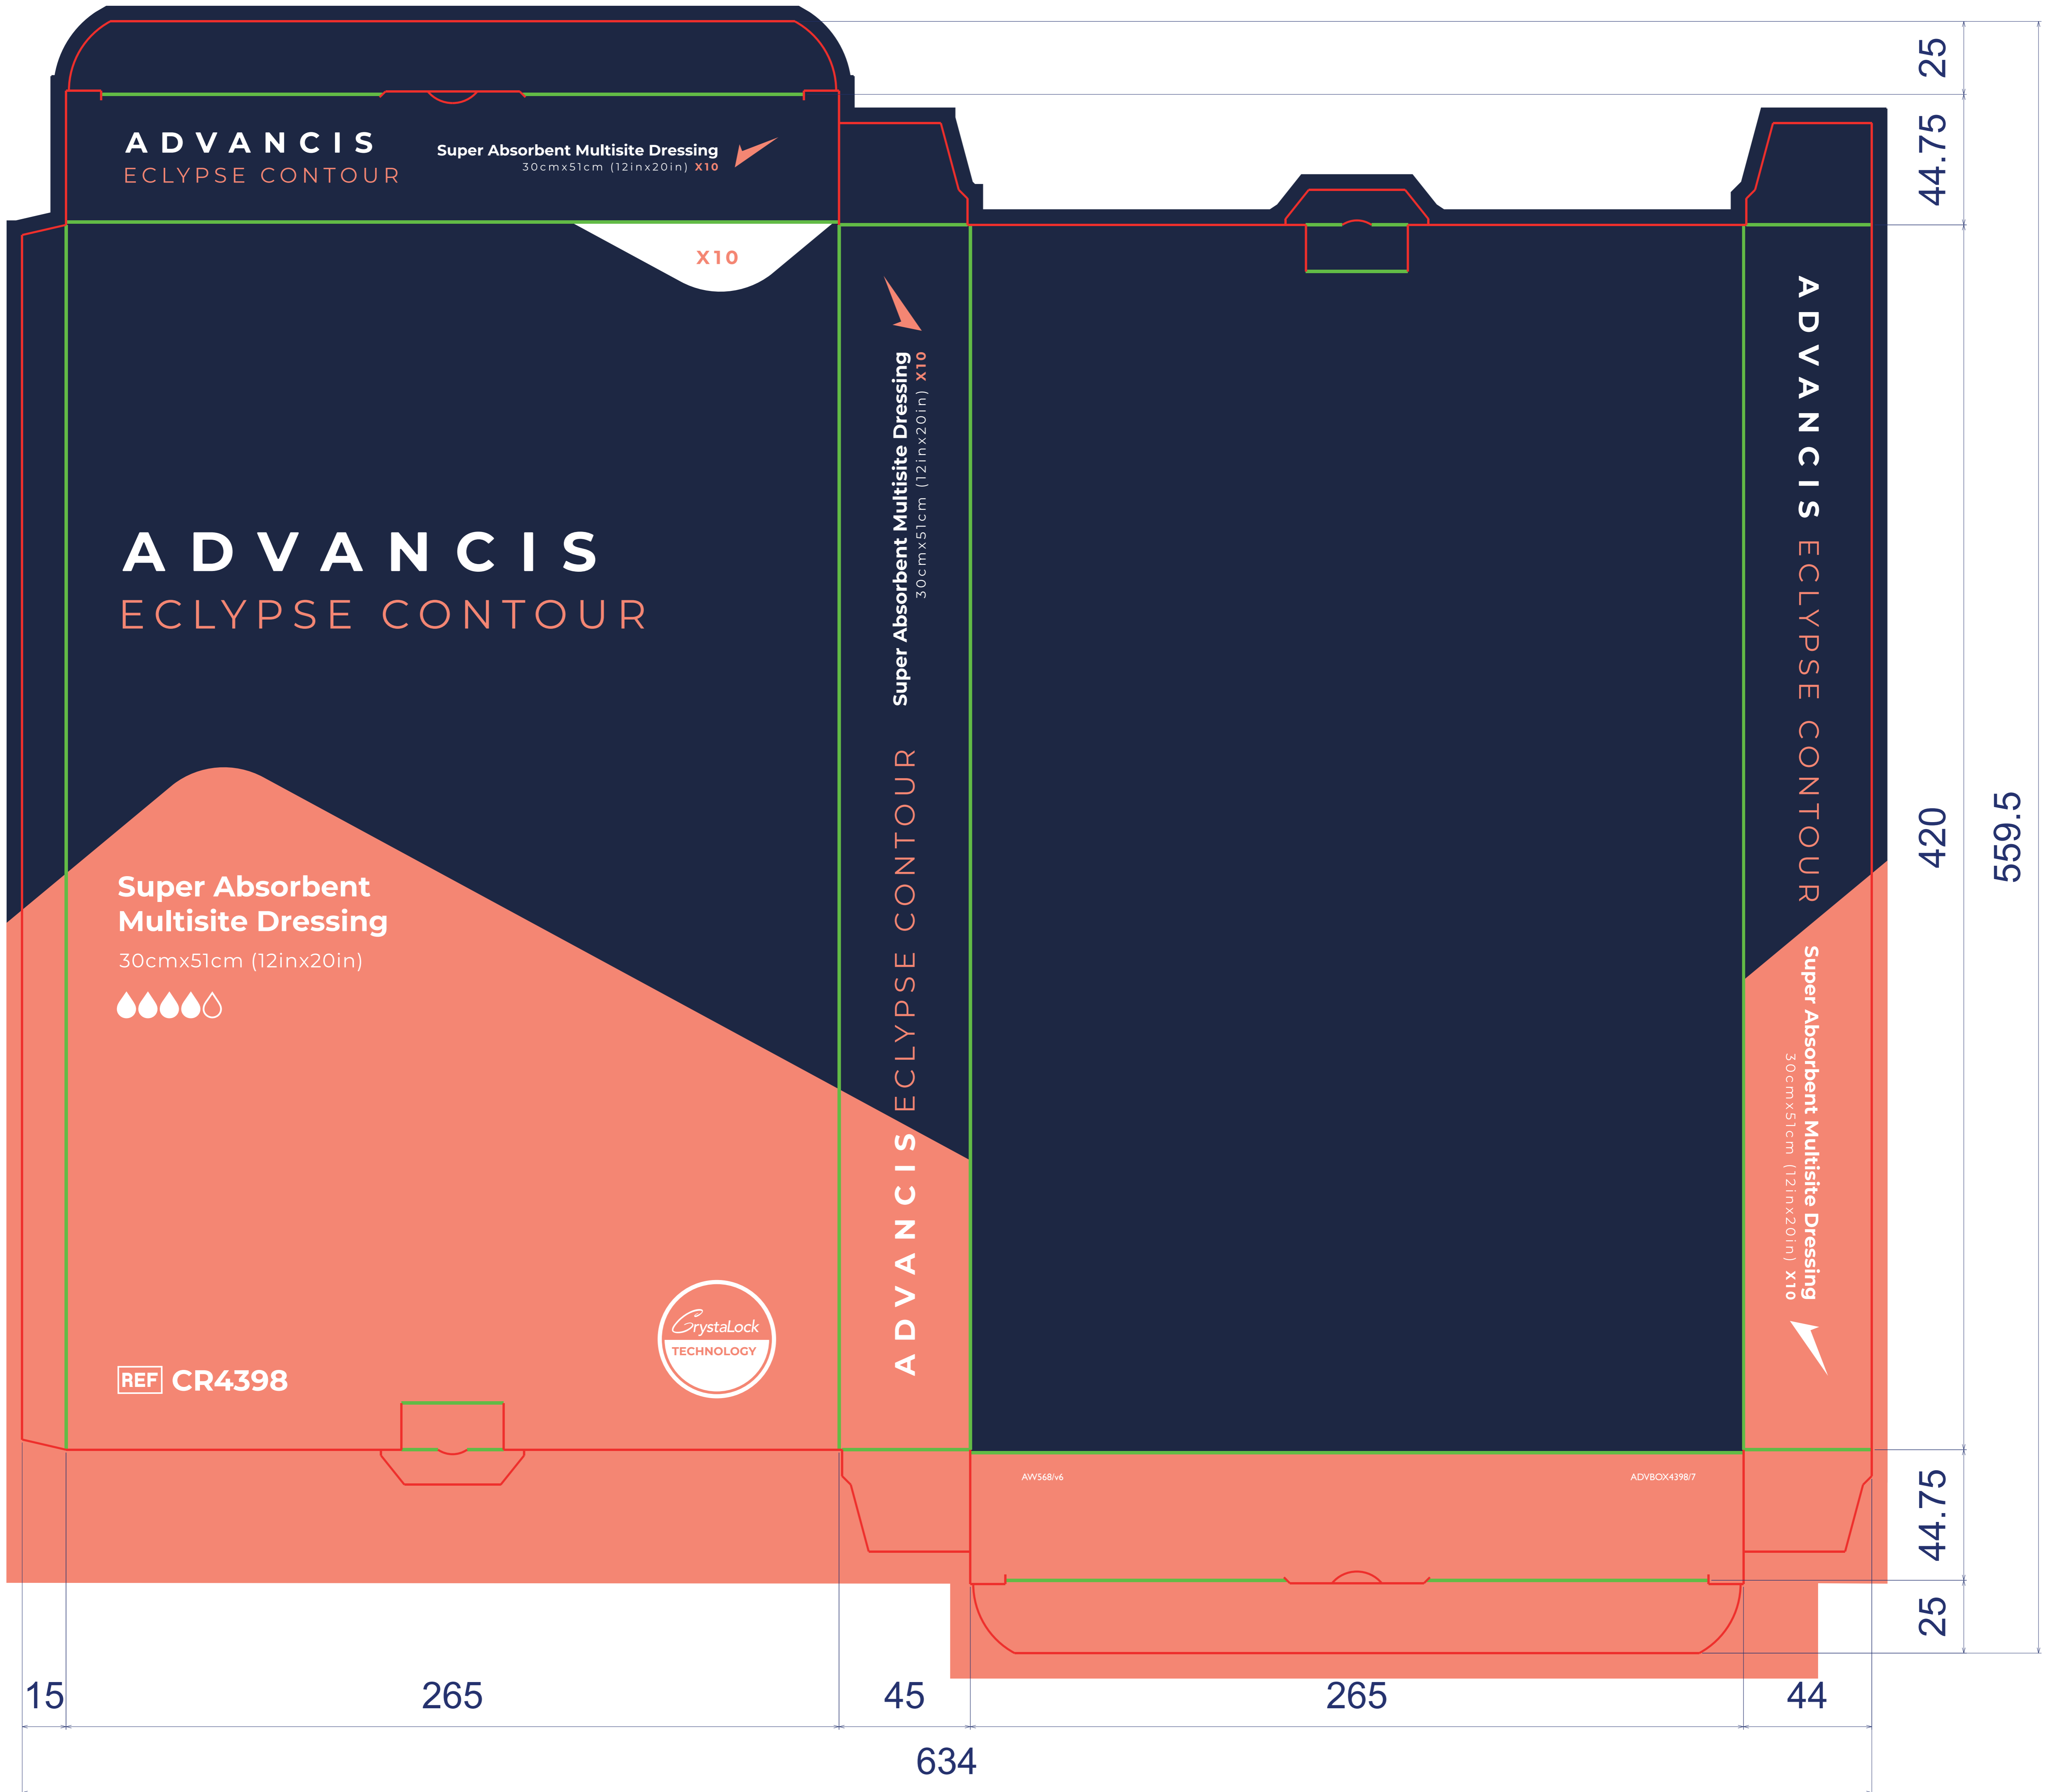 25
44.75
ADVANCIS
ECLYPSE CONTOUR
Super Absorbent Multisite Dressing
30cmx51cm (12inx20in) X10
X10
ADVANCIS
ECLYPSE CONTOUR
Super Absorbent
Multisite Dressing
30cmx51cm (12inx20in)
REF CR4398
CrystaLock
TECHNOLOGY
ADVANCIS ECLYPSE CONTOUR
Super Absorbent Multisite Dressing
30cmx51cm (12inx20in) X10
ADVANCIS ECLYPSE CONTOUR
Super Absorbent Multisite Dressing
30cmx51cm (12inx20in) X10
420
559.5
AW568/v6
ADVBOX4398/7
44.75
25
15
265
45
265
44
634